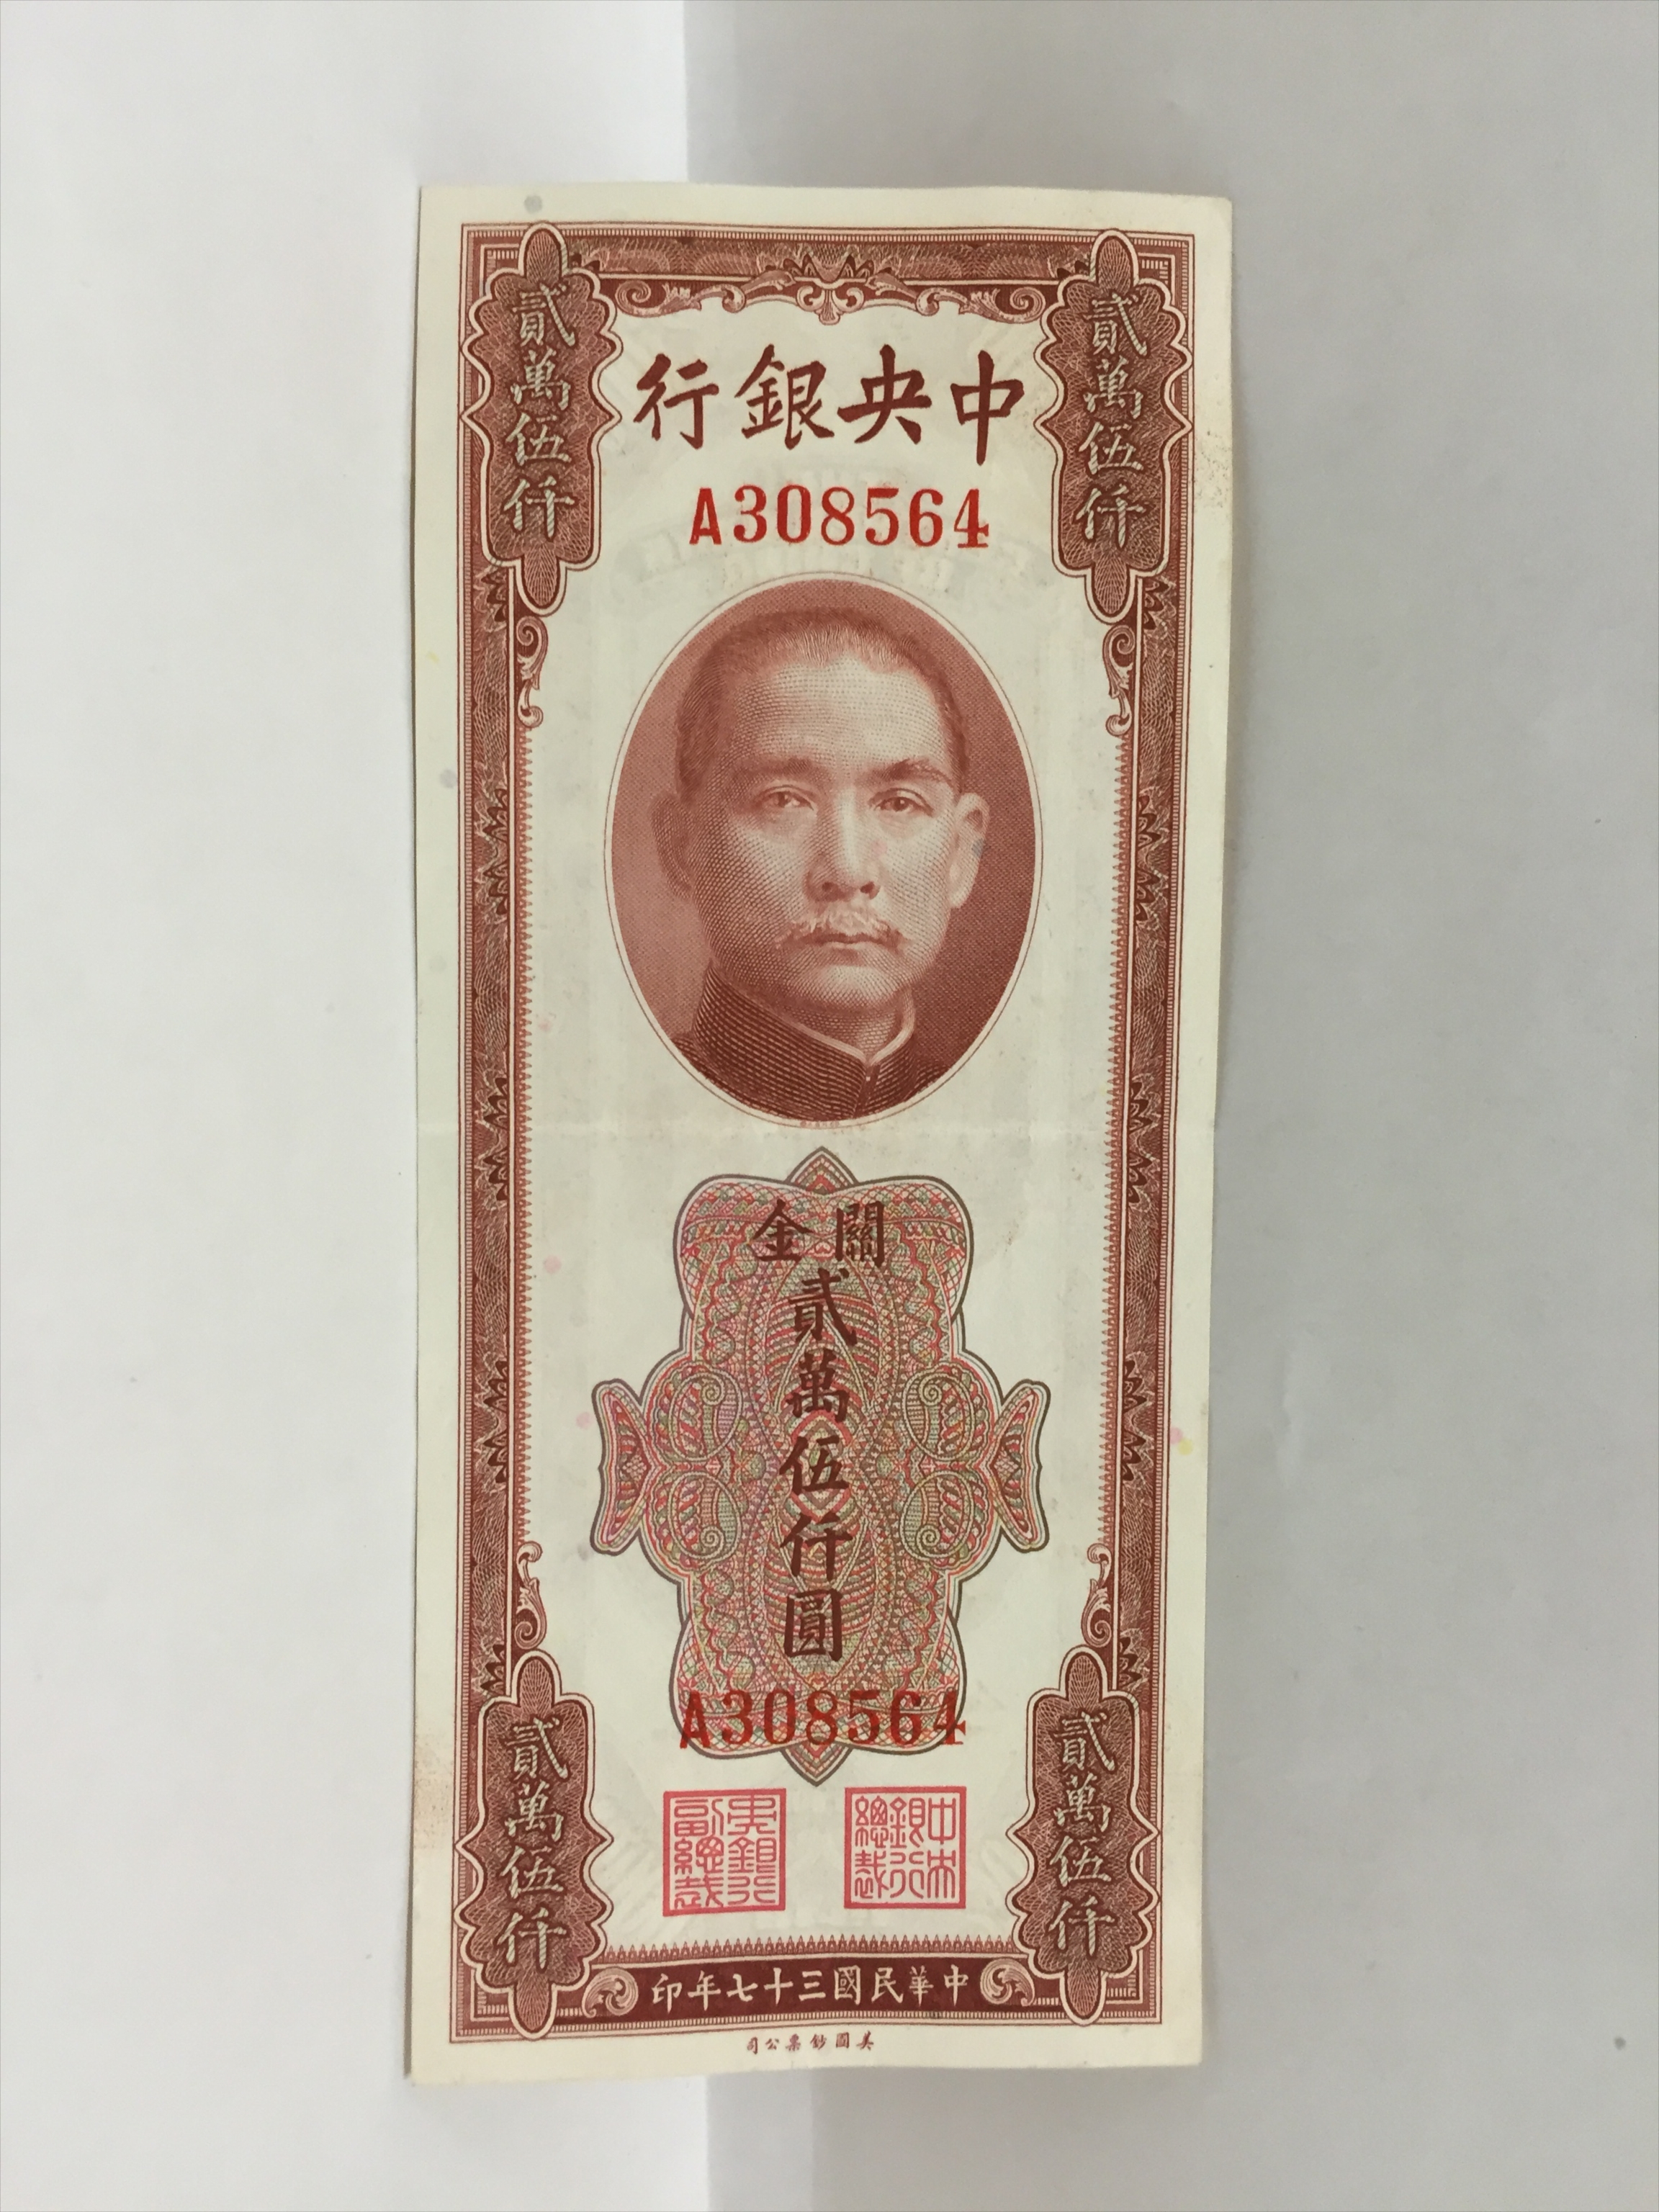 貳萬伍仟
貳萬伍仟
中央銀行
A308564
關金
貳萬伍仟圓
A308564
中央銀行總裁
央銀行副總裁
貳萬伍仟
貳萬伍仟
中華民國三十七年印
美國鈔票公司